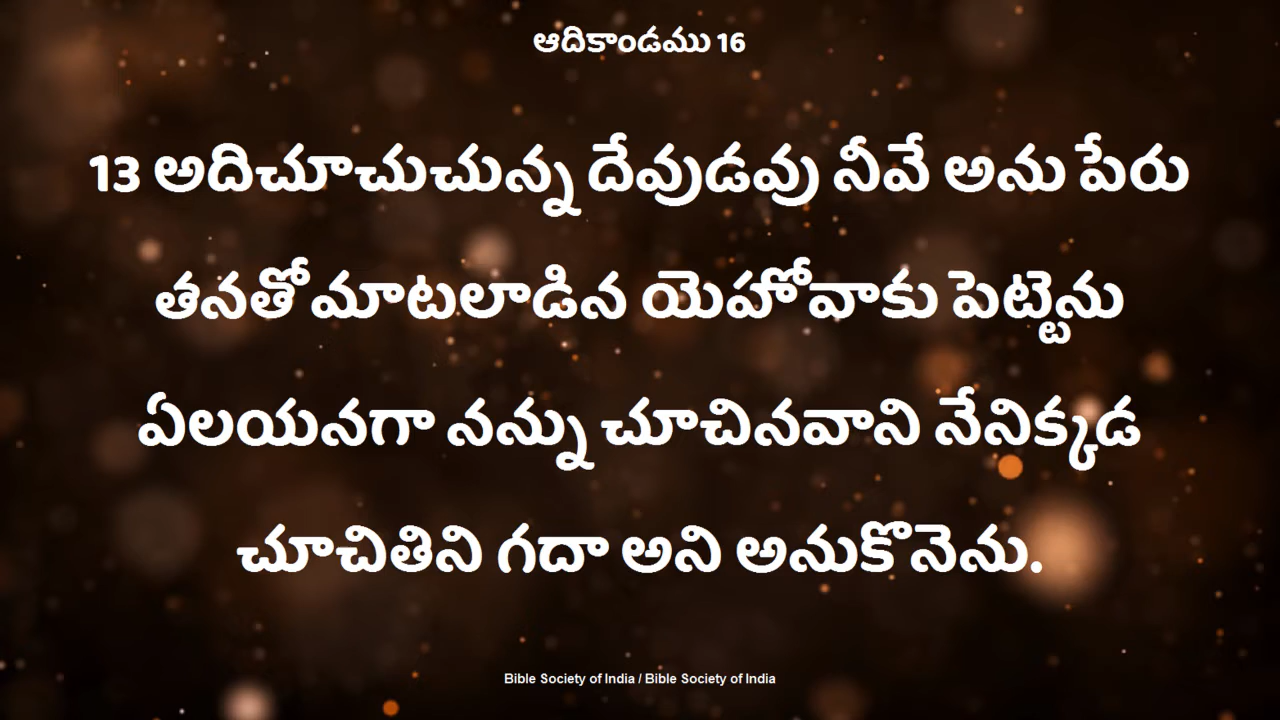 ఆదికాండము 16
13 అదిచూచుచున్న దేవుడవు నీవే అను పేరు
తనతో మాటలాడిన యెహోవాకు పెట్టెను
ఏలయనగా నన్ను చూచినవాని నేనిక్కడ
చూచితిని గదా అని అనుకొనెను.
Bible Society of India / Bible Society of India